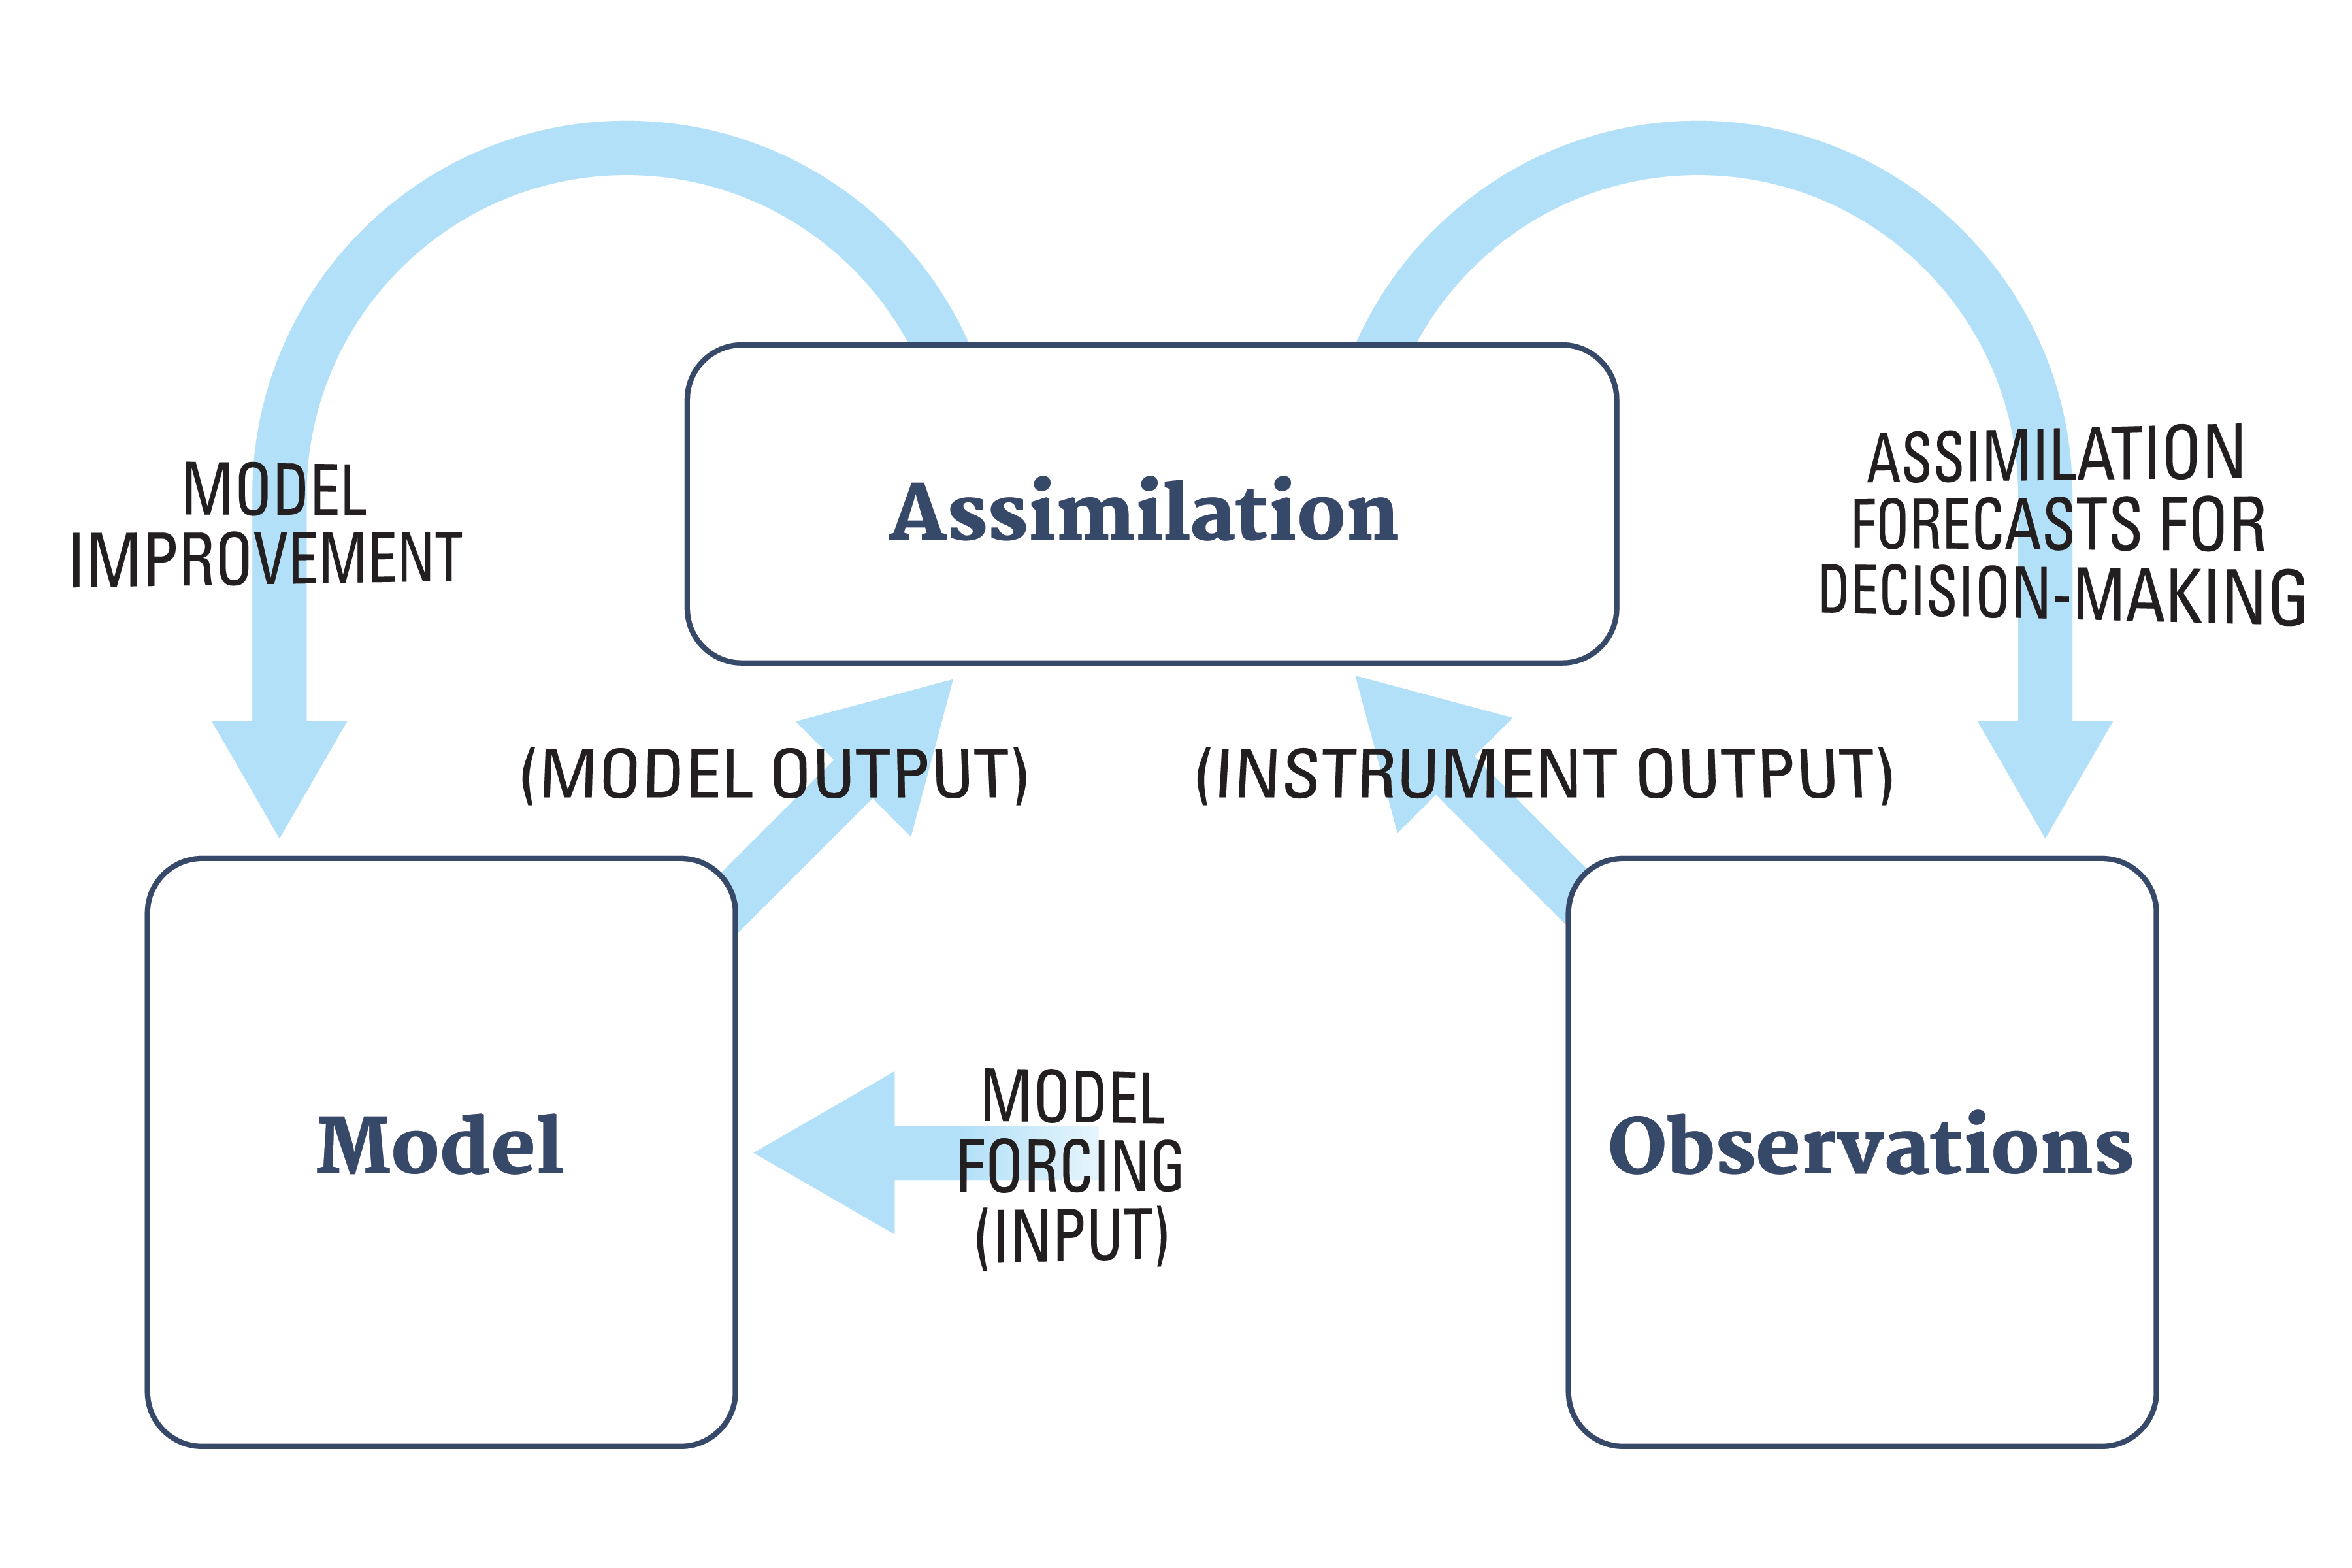 MODEL
IMPROVEMENT
Assimilation
ASSIMILATION
FORECASTS FOR
DECISION-MAKING
(MODEL OUTPUT)
(INSTRUMENT OUTPUT)
Model
MODEL
FORCING
(INPUT)
Observations